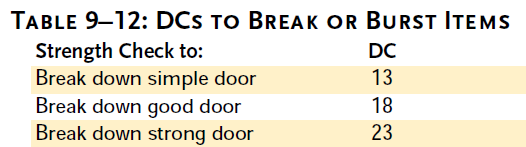 TABLE 9–12: DCS TO BREAK OR BURST ITEMS
Strength Check to: DC
Break down simple door 13
Break down good door 18
Break down strong door 23